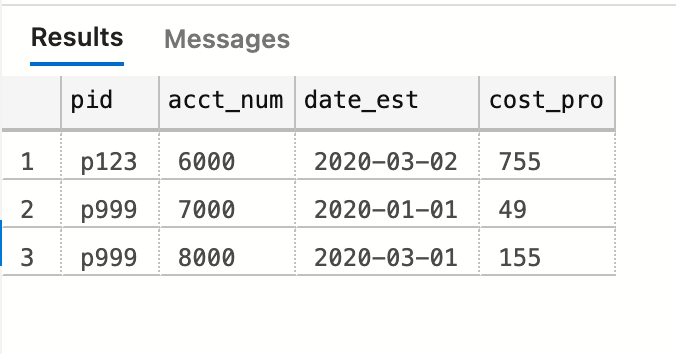 Results Messages
pid acct_num date_est cost_pro
1 p123 6000 2020-03-02 755
2 p999 7000 2020-01-01 49
3 p999 8000 2020-03-01 155